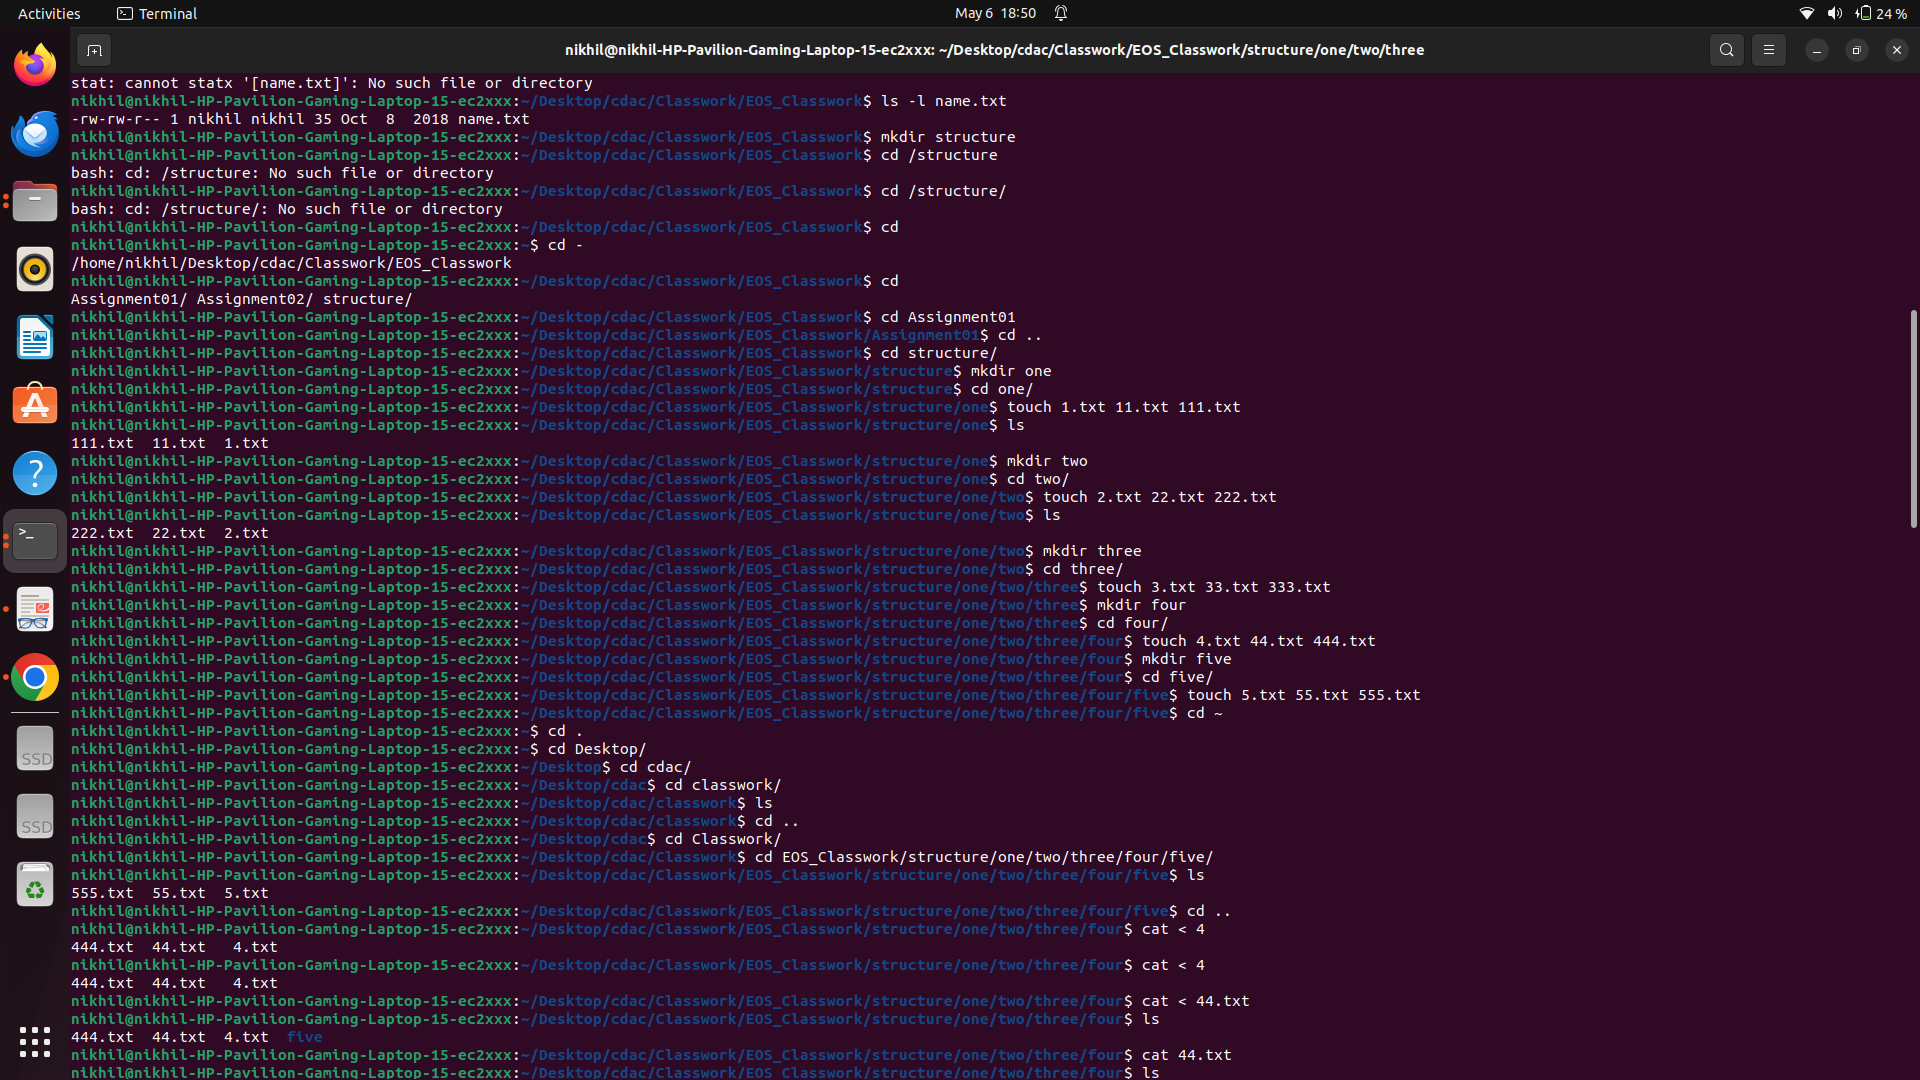 Activities Terminal May 6 18:50 24 %
nikhil@nikhil-HP-Pavilion-Gaming-Laptop-15-ec2xxx: ~/Desktop/cdac/Classwork/EOS_Classwork/structure/one/two/three
stat: cannot statx '[name.txt]': No such file or directory
nikhil@nikhil-HP-Pavilion-Gaming-Laptop-15-ec2xxx:~/Desktop/cdac/Classwork/EOS_Classwork$ ls -l name.txt
-rw-rw-r-- 1 nikhil nikhil 35 Oct  8  2018 name.txt
nikhil@nikhil-HP-Pavilion-Gaming-Laptop-15-ec2xxx:~/Desktop/cdac/Classwork/EOS_Classwork$ mkdir structure
nikhil@nikhil-HP-Pavilion-Gaming-Laptop-15-ec2xxx:~/Desktop/cdac/Classwork/EOS_Classwork$ cd /structure
bash: cd: /structure: No such file or directory
nikhil@nikhil-HP-Pavilion-Gaming-Laptop-15-ec2xxx:~/Desktop/cdac/Classwork/EOS_Classwork$ cd /structure/
bash: cd: /structure/: No such file or directory
nikhil@nikhil-HP-Pavilion-Gaming-Laptop-15-ec2xxx:~/Desktop/cdac/Classwork/EOS_Classwork$ cd
nikhil@nikhil-HP-Pavilion-Gaming-Laptop-15-ec2xxx:~$ cd -
/home/nikhil/Desktop/cdac/Classwork/EOS_Classwork
nikhil@nikhil-HP-Pavilion-Gaming-Laptop-15-ec2xxx:~/Desktop/cdac/Classwork/EOS_Classwork$ cd
Assignment01/ Assignment02/ structure/
nikhil@nikhil-HP-Pavilion-Gaming-Laptop-15-ec2xxx:~/Desktop/cdac/Classwork/EOS_Classwork$ cd Assignment01
nikhil@nikhil-HP-Pavilion-Gaming-Laptop-15-ec2xxx:~/Desktop/cdac/Classwork/EOS_Classwork/Assignment01$ cd ..
nikhil@nikhil-HP-Pavilion-Gaming-Laptop-15-ec2xxx:~/Desktop/cdac/Classwork/EOS_Classwork$ cd structure/
nikhil@nikhil-HP-Pavilion-Gaming-Laptop-15-ec2xxx:~/Desktop/cdac/Classwork/EOS_Classwork/structure$ mkdir one
nikhil@nikhil-HP-Pavilion-Gaming-Laptop-15-ec2xxx:~/Desktop/cdac/Classwork/EOS_Classwork/structure$ cd one/
nikhil@nikhil-HP-Pavilion-Gaming-Laptop-15-ec2xxx:~/Desktop/cdac/Classwork/EOS_Classwork/structure/one$ touch 1.txt 11.txt 111.txt
nikhil@nikhil-HP-Pavilion-Gaming-Laptop-15-ec2xxx:~/Desktop/cdac/Classwork/EOS_Classwork/structure/one$ ls
111.txt  11.txt  1.txt
nikhil@nikhil-HP-Pavilion-Gaming-Laptop-15-ec2xxx:~/Desktop/cdac/Classwork/EOS_Classwork/structure/one$ mkdir two
nikhil@nikhil-HP-Pavilion-Gaming-Laptop-15-ec2xxx:~/Desktop/cdac/Classwork/EOS_Classwork/structure/one$ cd two/
nikhil@nikhil-HP-Pavilion-Gaming-Laptop-15-ec2xxx:~/Desktop/cdac/Classwork/EOS_Classwork/structure/one/two$ touch 2.txt 22.txt 222.txt
nikhil@nikhil-HP-Pavilion-Gaming-Laptop-15-ec2xxx:~/Desktop/cdac/Classwork/EOS_Classwork/structure/one/two$ ls
222.txt  22.txt  2.txt
nikhil@nikhil-HP-Pavilion-Gaming-Laptop-15-ec2xxx:~/Desktop/cdac/Classwork/EOS_Classwork/structure/one/two$ mkdir three
nikhil@nikhil-HP-Pavilion-Gaming-Laptop-15-ec2xxx:~/Desktop/cdac/Classwork/EOS_Classwork/structure/one/two$ cd three/
nikhil@nikhil-HP-Pavilion-Gaming-Laptop-15-ec2xxx:~/Desktop/cdac/Classwork/EOS_Classwork/structure/one/two/three$ touch 3.txt 33.txt 333.txt
nikhil@nikhil-HP-Pavilion-Gaming-Laptop-15-ec2xxx:~/Desktop/cdac/Classwork/EOS_Classwork/structure/one/two/three$ mkdir four
nikhil@nikhil-HP-Pavilion-Gaming-Laptop-15-ec2xxx:~/Desktop/cdac/Classwork/EOS_Classwork/structure/one/two/three$ cd four/
nikhil@nikhil-HP-Pavilion-Gaming-Laptop-15-ec2xxx:~/Desktop/cdac/Classwork/EOS_Classwork/structure/one/two/three/four$ touch 4.txt 44.txt 444.txt
nikhil@nikhil-HP-Pavilion-Gaming-Laptop-15-ec2xxx:~/Desktop/cdac/Classwork/EOS_Classwork/structure/one/two/three/four$ mkdir five
nikhil@nikhil-HP-Pavilion-Gaming-Laptop-15-ec2xxx:~/Desktop/cdac/Classwork/EOS_Classwork/structure/one/two/three/four$ cd five/
nikhil@nikhil-HP-Pavilion-Gaming-Laptop-15-ec2xxx:~/Desktop/cdac/Classwork/EOS_Classwork/structure/one/two/three/four/five$ touch 5.txt 55.txt 555.txt
nikhil@nikhil-HP-Pavilion-Gaming-Laptop-15-ec2xxx:~/Desktop/cdac/Classwork/EOS_Classwork/structure/one/two/three/four/five$ cd ~
nikhil@nikhil-HP-Pavilion-Gaming-Laptop-15-ec2xxx:~$ cd .
nikhil@nikhil-HP-Pavilion-Gaming-Laptop-15-ec2xxx:~$ cd Desktop/
nikhil@nikhil-HP-Pavilion-Gaming-Laptop-15-ec2xxx:~/Desktop$ cd cdac/
nikhil@nikhil-HP-Pavilion-Gaming-Laptop-15-ec2xxx:~/Desktop/cdac$ cd classwork/
nikhil@nikhil-HP-Pavilion-Gaming-Laptop-15-ec2xxx:~/Desktop/cdac/classwork$ ls
nikhil@nikhil-HP-Pavilion-Gaming-Laptop-15-ec2xxx:~/Desktop/cdac/classwork$ cd ..
nikhil@nikhil-HP-Pavilion-Gaming-Laptop-15-ec2xxx:~/Desktop/cdac$ cd Classwork/
nikhil@nikhil-HP-Pavilion-Gaming-Laptop-15-ec2xxx:~/Desktop/cdac/Classwork$ cd EOS_Classwork/structure/one/two/three/four/five/
nikhil@nikhil-HP-Pavilion-Gaming-Laptop-15-ec2xxx:~/Desktop/cdac/Classwork/EOS_Classwork/structure/one/two/three/four/five$ ls
555.txt  55.txt  5.txt
nikhil@nikhil-HP-Pavilion-Gaming-Laptop-15-ec2xxx:~/Desktop/cdac/Classwork/EOS_Classwork/structure/one/two/three/four/five$ cd ..
nikhil@nikhil-HP-Pavilion-Gaming-Laptop-15-ec2xxx:~/Desktop/cdac/Classwork/EOS_Classwork/structure/one/two/three/four$ cat < 4
444.txt  44.txt   4.txt
nikhil@nikhil-HP-Pavilion-Gaming-Laptop-15-ec2xxx:~/Desktop/cdac/Classwork/EOS_Classwork/structure/one/two/three/four$ cat < 4
444.txt  44.txt   4.txt
nikhil@nikhil-HP-Pavilion-Gaming-Laptop-15-ec2xxx:~/Desktop/cdac/Classwork/EOS_Classwork/structure/one/two/three/four$ cat < 44.txt
nikhil@nikhil-HP-Pavilion-Gaming-Laptop-15-ec2xxx:~/Desktop/cdac/Classwork/EOS_Classwork/structure/one/two/three/four$ ls
444.txt  44.txt  4.txt  five
nikhil@nikhil-HP-Pavilion-Gaming-Laptop-15-ec2xxx:~/Desktop/cdac/Classwork/EOS_Classwork/structure/one/two/three/four$ cat 44.txt
nikhil@nikhil-HP-Pavilion-Gaming-Laptop-15-ec2xxx:~/Desktop/cdac/Classwork/EOS_Classwork/structure/one/two/three/four$ ls
SSD
SSD